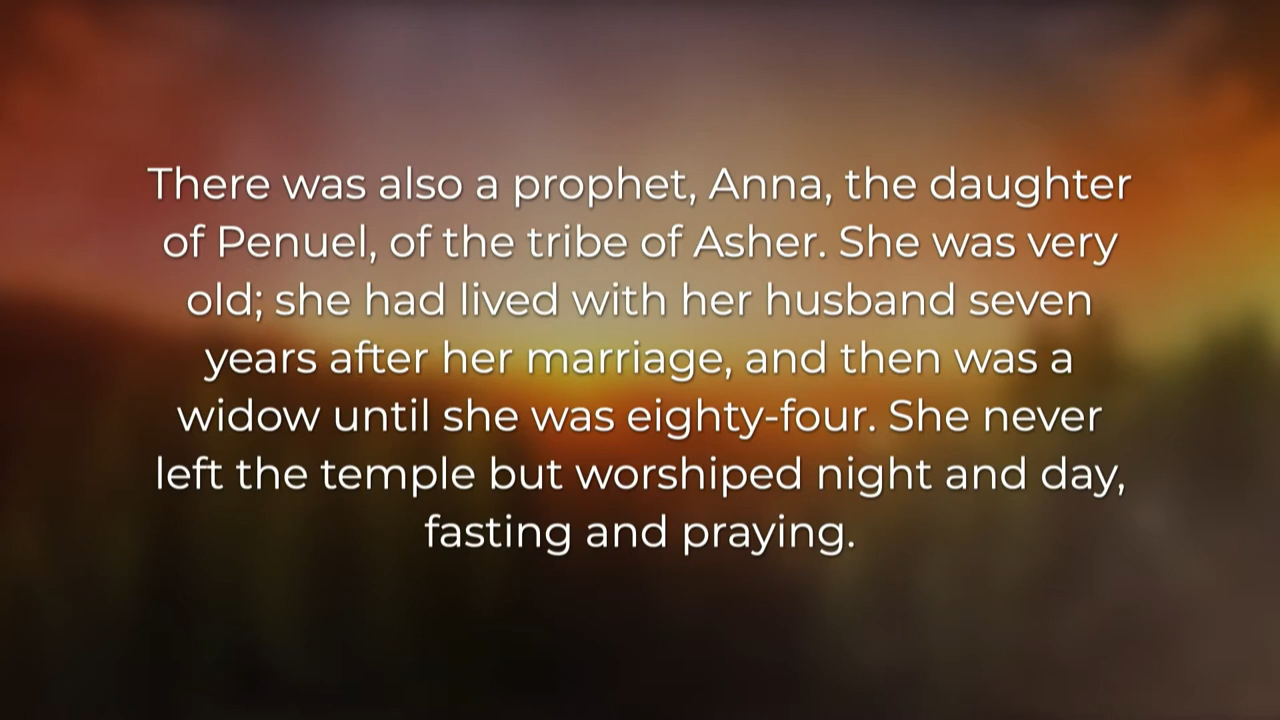 There was also a prophet, Anna, the daughter
of Penuel, of the tribe of Asher. She was very
old; she had lived with her husband seven
years after her marriage, and then was a
widow until she was eighty-four. She never
left the temple but worshiped night and day,
fasting and praying.